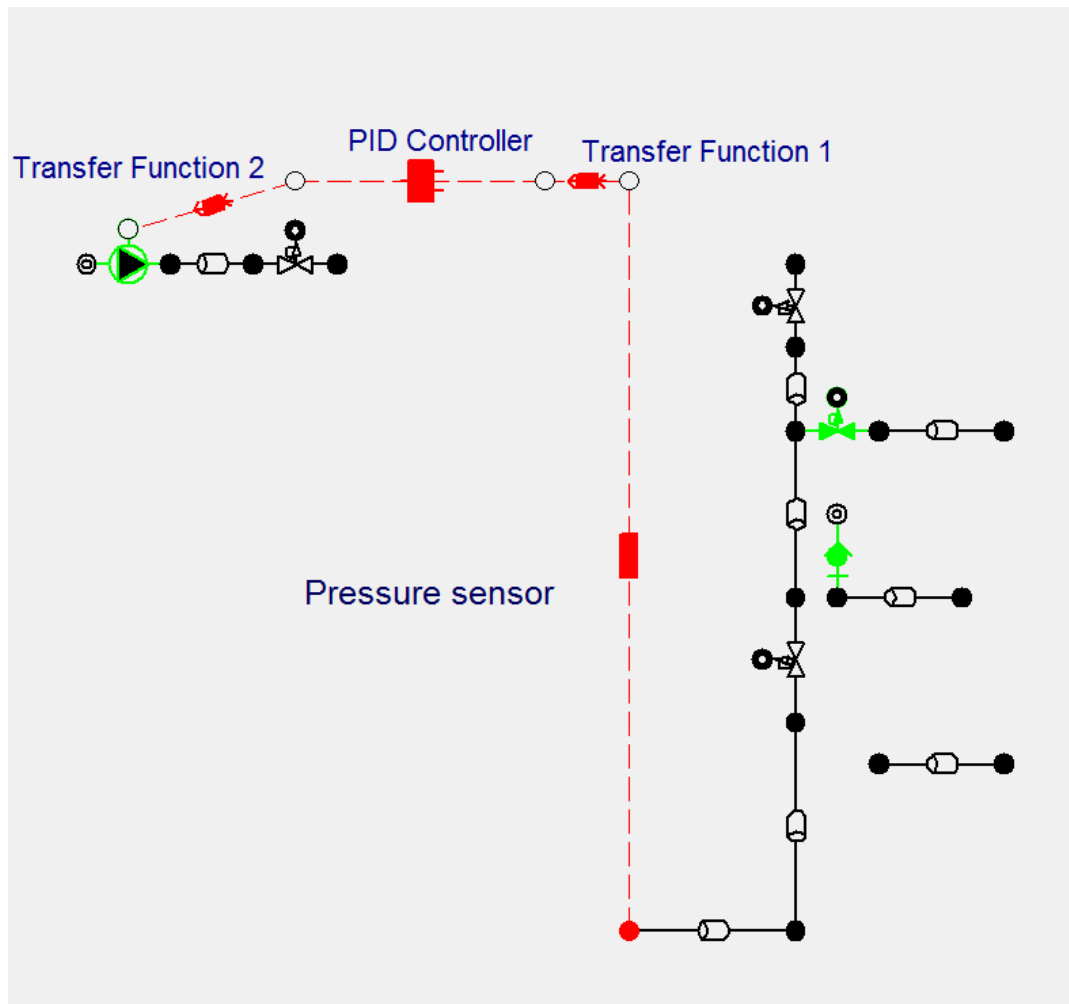 PID Controller
Transfer Function 1
Transfer Function 2
Pressure sensor